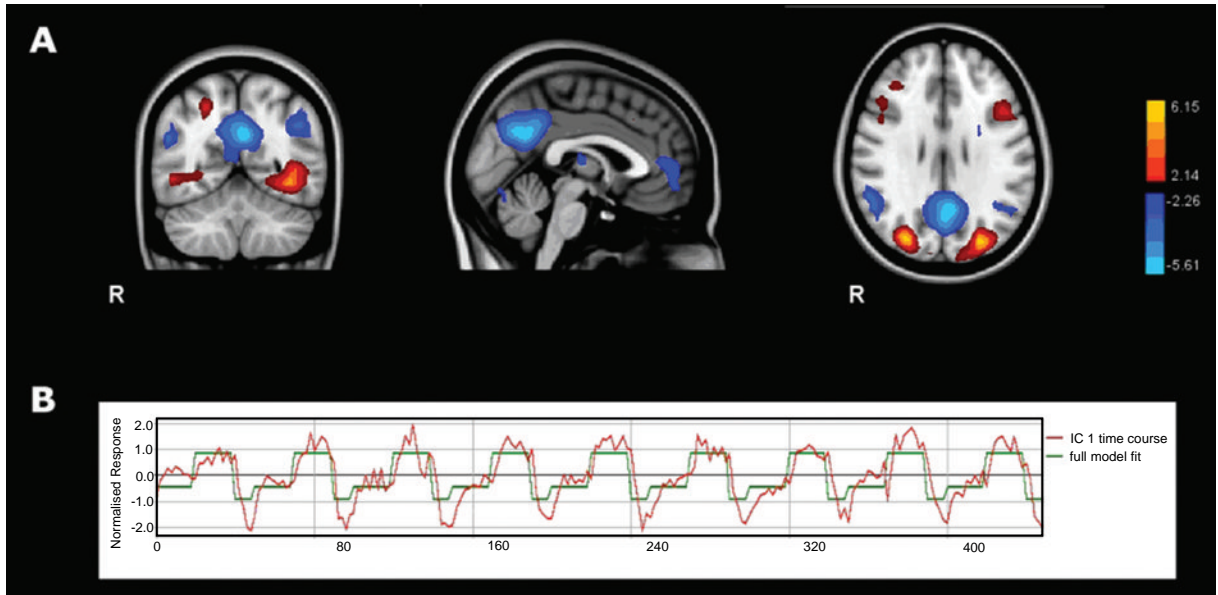 A
6.15
2.14
-2.26
-5.61
R
R
B
Normalised Response
2.0
1.0
0.0
-1.0
-2.0
0
80
160
240
320
400
IC 1 time course
full model fit